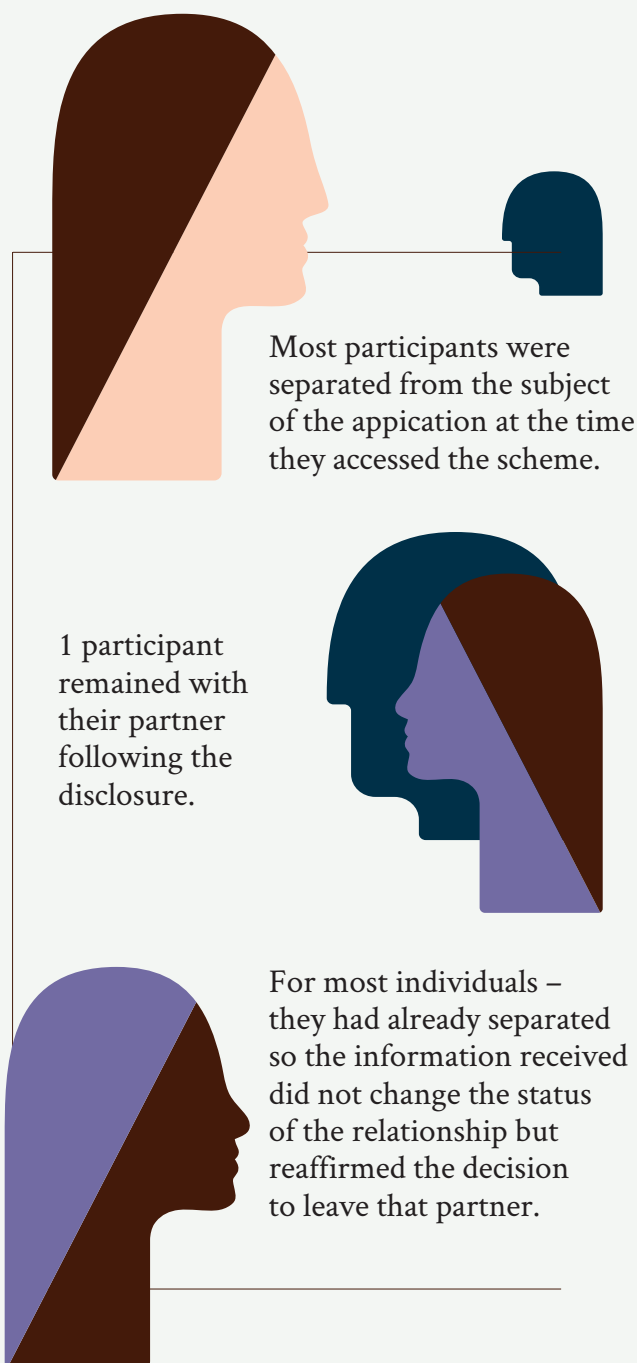 Most participants were
separated from the subject
of the appication at the time
they accessed the scheme.
1 participant
remained with
their partner
following the
disclosure.
For most individuals –
they had already separated
so the information received
did not change the status
of the relationship but
reaffirmed the decision
to leave that partner.